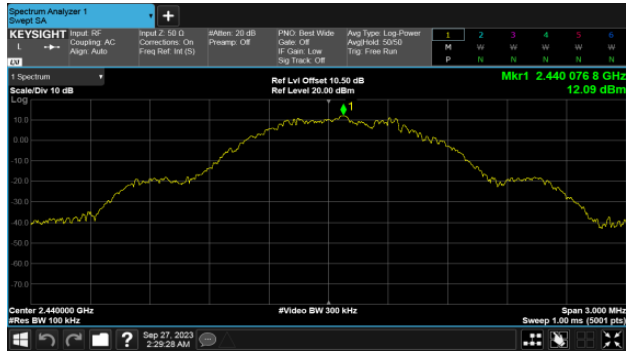 Spectrum Analyzer 1
Swept SA
KEYSIGHT
L
Input: RF
Coupling: AC
Align: Auto
Input Z: 50 Ω
Corrections: On
Freq Ref: Int (S)
#Atten: 20 dB
Preamp: Off
PNO: Best Wide
Gate: Off
IF Gain: Low
Sig Track: Off
Avg Type: Log-Power
Avg|Hold: 50/50
Trig: Free Run
1 2 3 4 5 6
M W W W W W
P N N N N N
1 Spectrum
Scale/Div 10 dB
Log
Ref Lvl Offset 10.50 dB
Ref Level 20.00 dBm
Mkr1 2.440 076 8 GHz
12.09 dBm
1
10.0
0.00
-10.0
-20.0
-30.0
-40.0
-50.0
-60.0
-70.0
Center 2.440000 GHz
#Res BW 100 kHz
#Video BW 300 kHz
Span 3.000 MHz
Sweep 1.00 ms (5001 pts)
?
Sep 27, 2023
2:29:28 AM